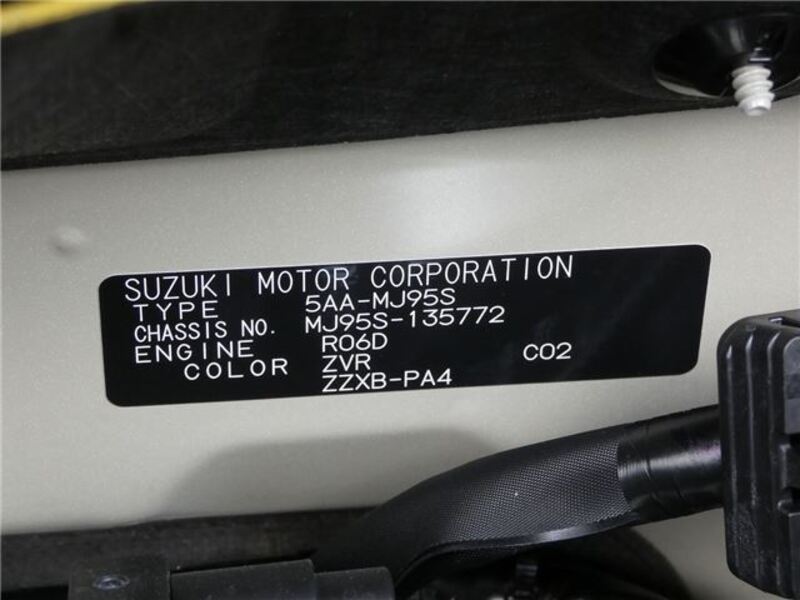 SUZUKI MOTOR CORPORATION
TYPE 5AA-MJ95S
CHASSIS NO. MJ95S-135772
ENGINE R06D C02
COLOR ZVR
ZZXB-PA4